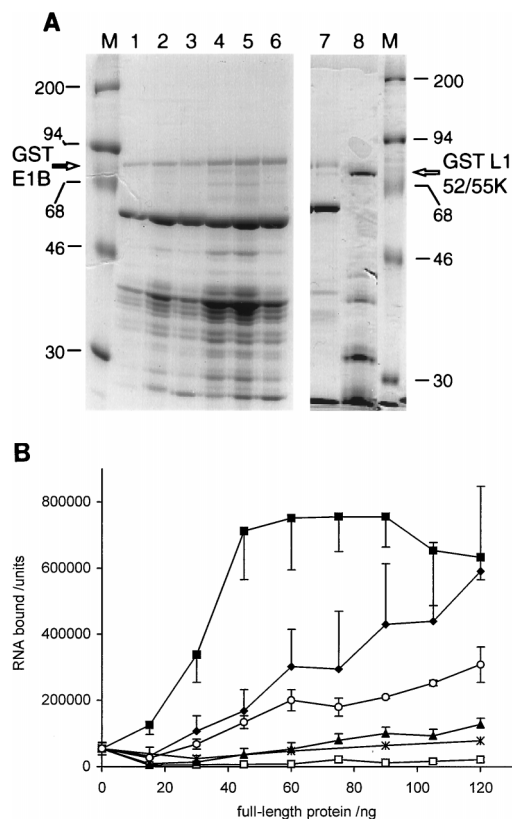 A
M 1 2 3 4 5 6 7 8 M
200 200
94 94
GST GST L1
E1B 52/55K
68 68
46 46
30 30
B
RNA bound /units
800000
600000
400000
200000
0
0 20 40 60 80 100 120
full-length protein /ng